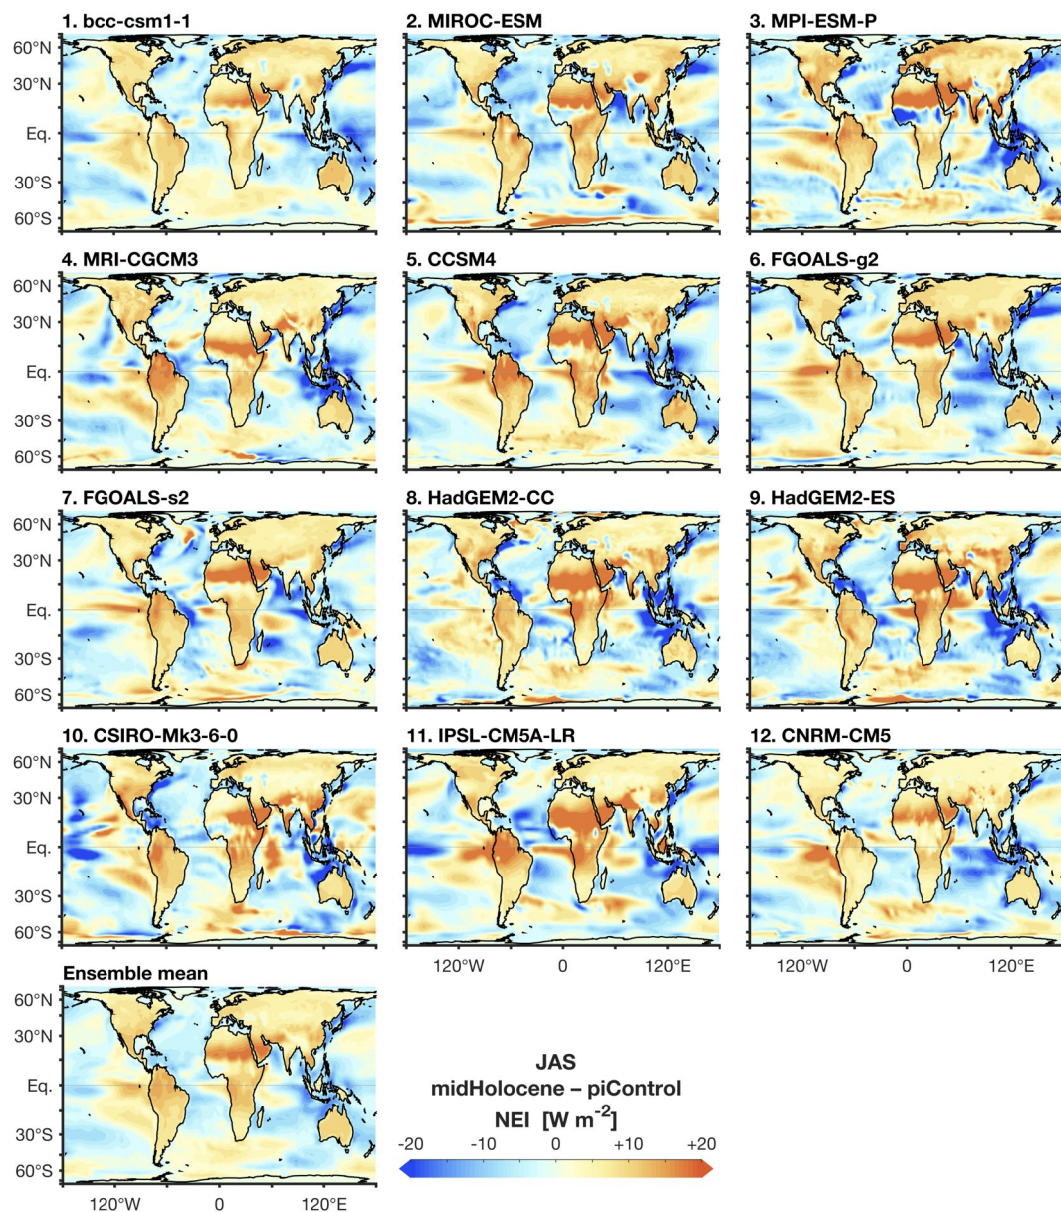 1. bcc-csm1-1
2. MIROC-ESM
3. MPI-ESM-P
60°N
30°N
Eq.
30°S
60°S
4. MRI-CGCM3
5. CCSM4
6. FGOALS-g2
60°N
30°N
Eq.
30°S
60°S
7. FGOALS-s2
8. HadGEM2-CC
9. HadGEM2-ES
60°N
30°N
Eq.
30°S
60°S
10. CSIRO-Mk3-6-0
11. IPSL-CM5A-LR
12. CNRM-CM5
60°N
30°N
Eq.
30°S
60°S
120°W 0 120°E
120°W 0 120°E
Ensemble mean
60°N
30°N
Eq.
30°S
60°S
120°W 0 120°E
JAS
midHolocene – piControl
NEI [W m⁻²]
-20 -10 0 +10 +20